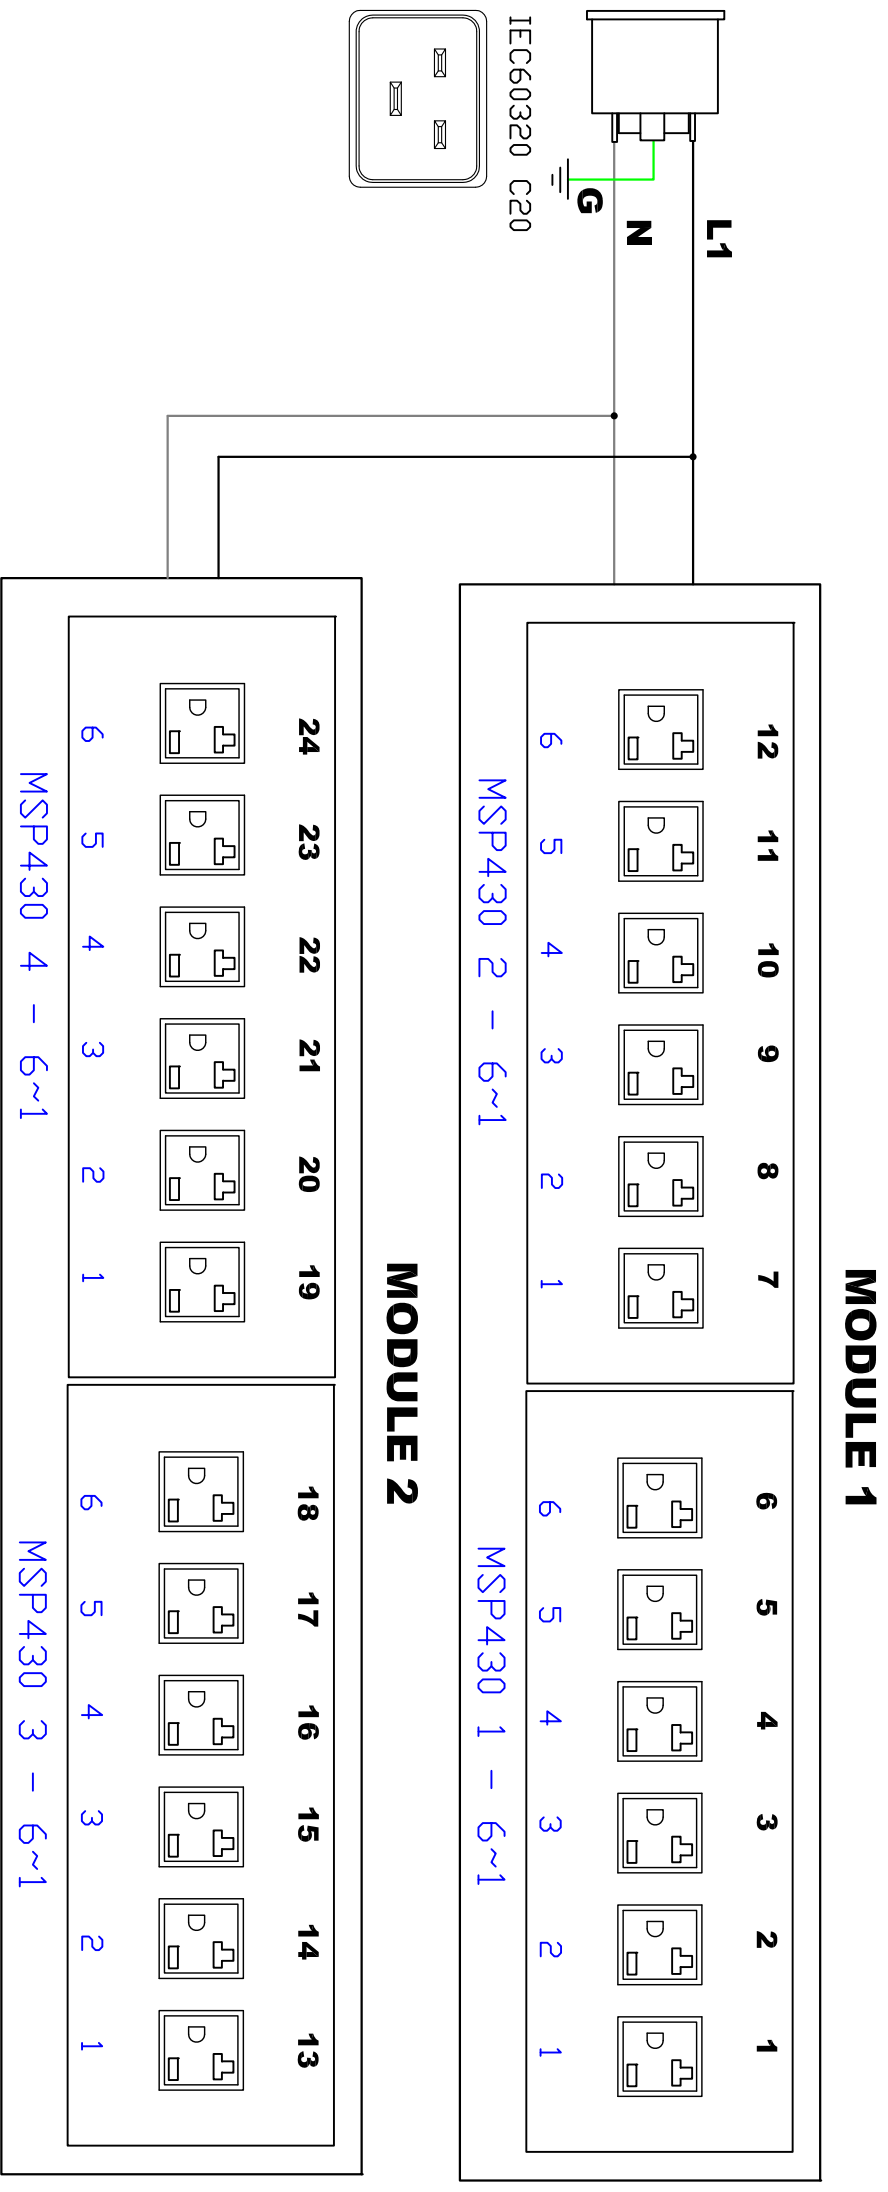 IEC60320 C20
G
N
L1
MODULE 1
12 11 10 9 8 7
6 5 4 3 2 1
6 5 4 3 2 1
6 5 4 3 2 1
MSP430 2 - 6~1
MSP430 1 - 6~1
MODULE 2
24 23 22 21 20 19
18 17 16 15 14 13
6 5 4 3 2 1
6 5 4 3 2 1
MSP430 4 - 6~1
MSP430 3 - 6~1